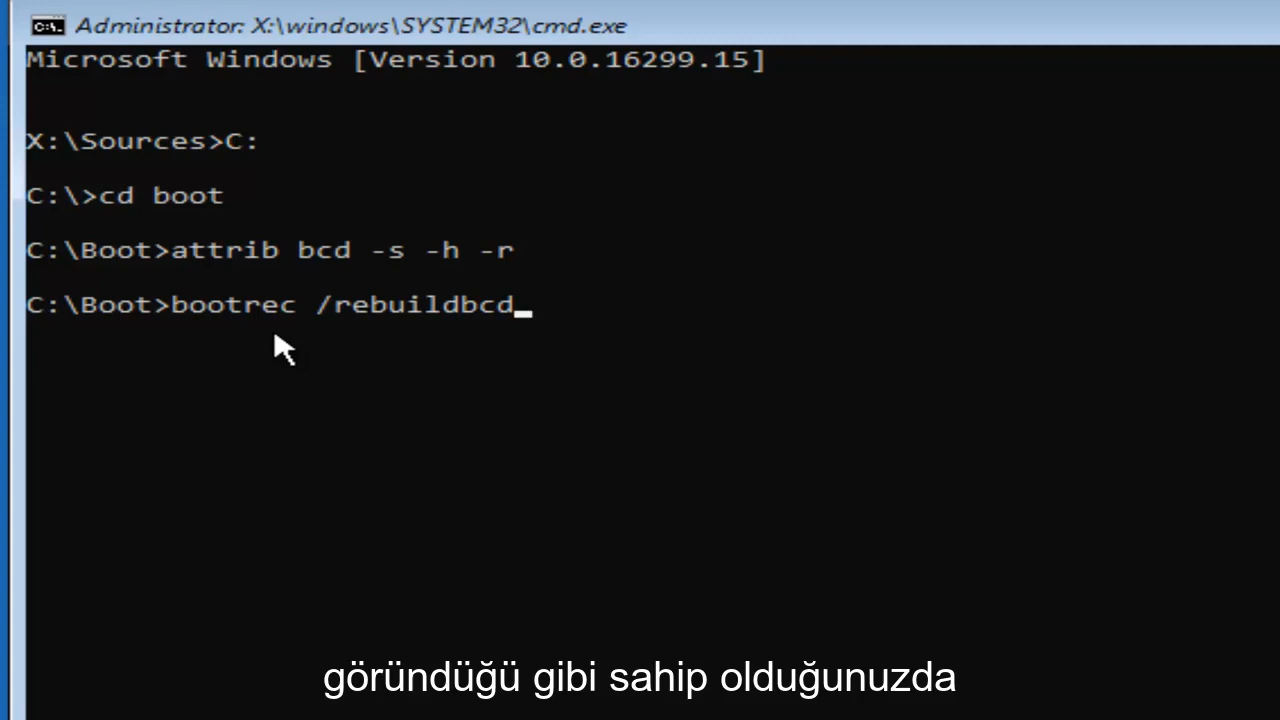 Administrator: X:\windows\SYSTEM32\cmd.exe
Microsoft Windows [Version 10.0.16299.15]
X:\Sources>C:
C:\>cd boot
C:\Boot>attrib bcd -s -h -r
C:\Boot>bootrec /rebuildbcd
göründüğü gibi sahip olduğunuzda